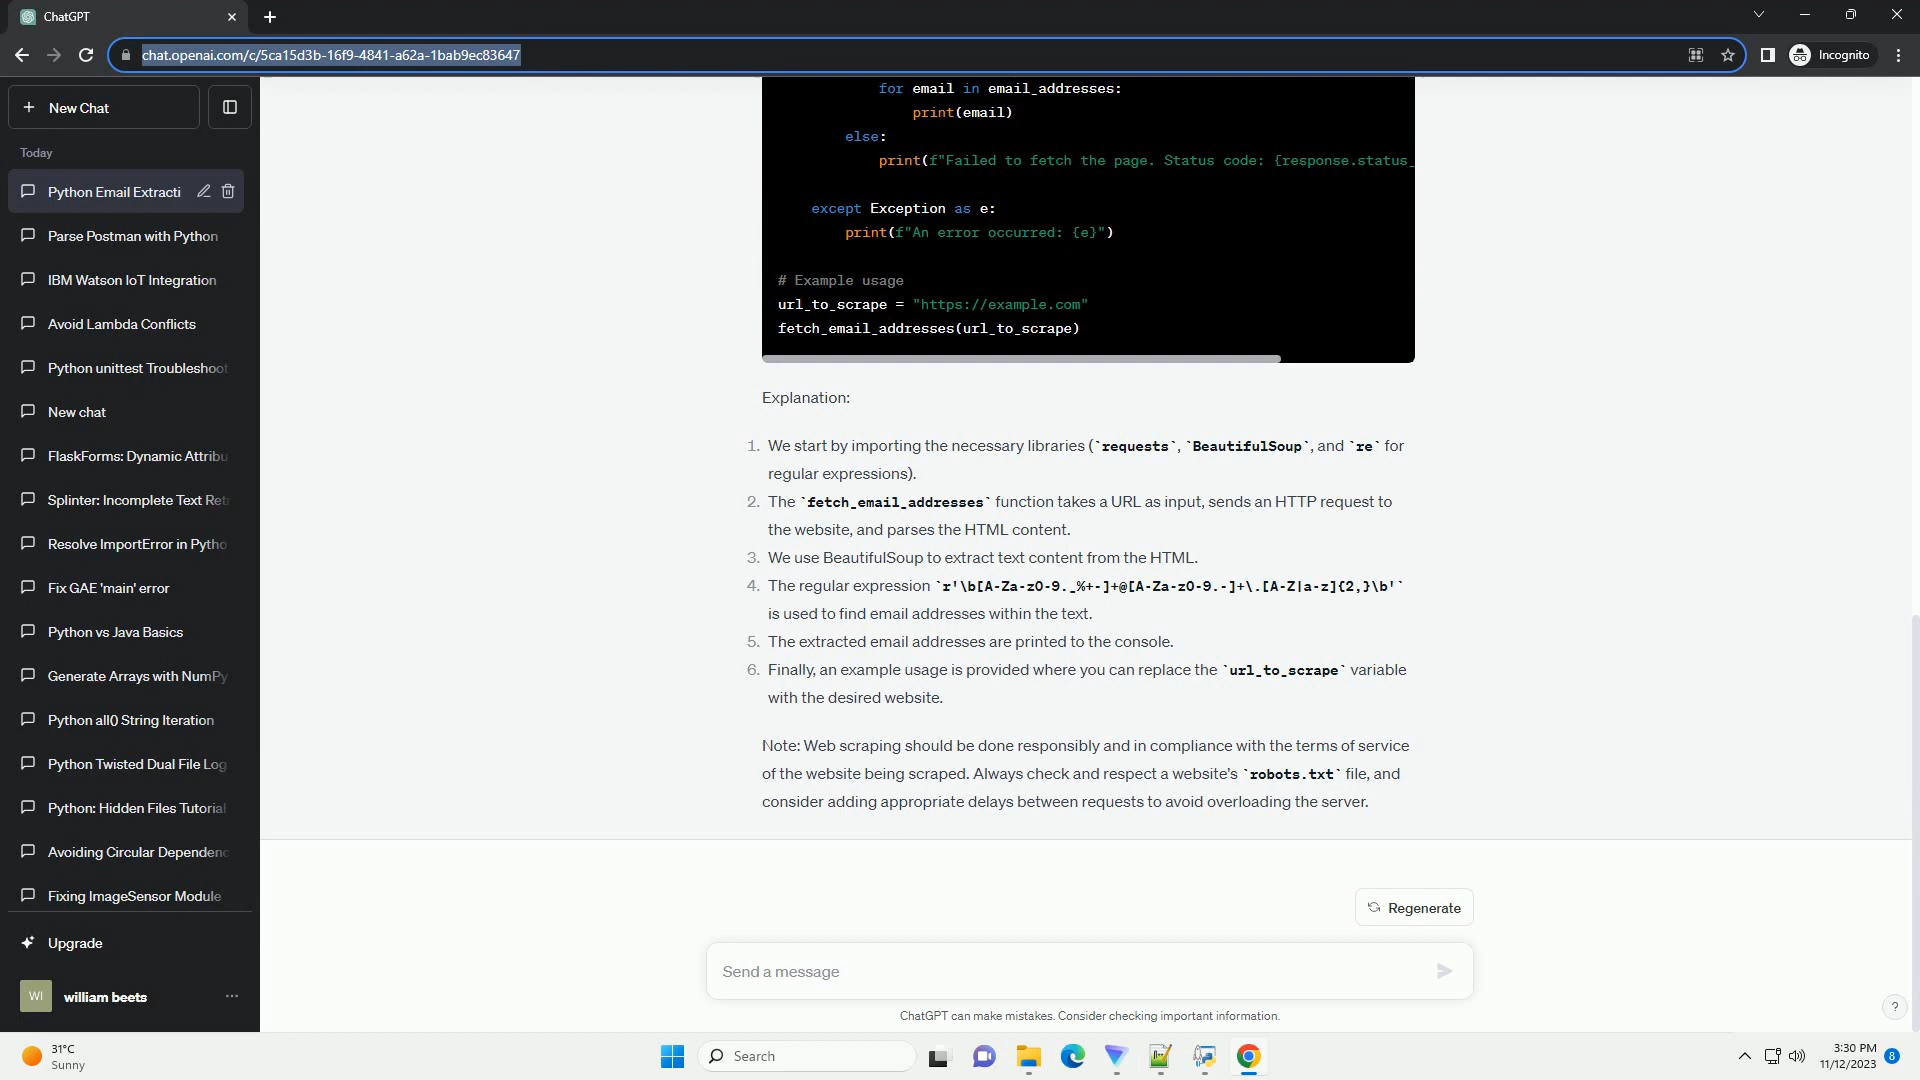 ChatGPT
chat.openai.com/c/5ca15d3b-16f9-4841-a62a-1bab9ec83647
Incognito
New Chat
Today
Python Email Extracti
Parse Postman with Python
IBM Watson IoT Integration
Avoid Lambda Conflicts
Python unittest Troubleshoot
New chat
FlaskForms: Dynamic Attribu
Splinter: Incomplete Text Ret
Resolve ImportError in Pytho
Fix GAE 'main' error
Python vs Java Basics
Generate Arrays with NumPy
Python all() String Iteration
Python Twisted Dual File Log
Python: Hidden Files Tutorial
Avoiding Circular Dependenc
Fixing ImageSensor Module
Upgrade
WI william beets
for email in email_addresses:
print(email)
else:
print(f"Failed to fetch the page. Status code: {response.status_
except Exception as e:
print(f"An error occurred: {e}")
# Example usage
url_to_scrape = "https://example.com"
fetch_email_addresses(url_to_scrape)
Explanation:
1. We start by importing the necessary libraries (`requests`, `BeautifulSoup`, and `re` for
regular expressions).
2. The `fetch_email_addresses` function takes a URL as input, sends an HTTP request to
the website, and parses the HTML content.
3. We use BeautifulSoup to extract text content from the HTML.
4. The regular expression `r'\b[A-Za-z0-9._%+-]+@[A-Za-z0-9.-]+\.[A-Z|a-z]{2,}\b'`
is used to find email addresses within the text.
5. The extracted email addresses are printed to the console.
6. Finally, an example usage is provided where you can replace the `url_to_scrape` variable
with the desired website.
Note: Web scraping should be done responsibly and in compliance with the terms of service
of the website being scraped. Always check and respect a website's `robots.txt` file, and
consider adding appropriate delays between requests to avoid overloading the server.
Regenerate
Send a message
ChatGPT can make mistakes. Consider checking important information.
?
31°C
Sunny
Search
3:30 PM
11/12/2023
8